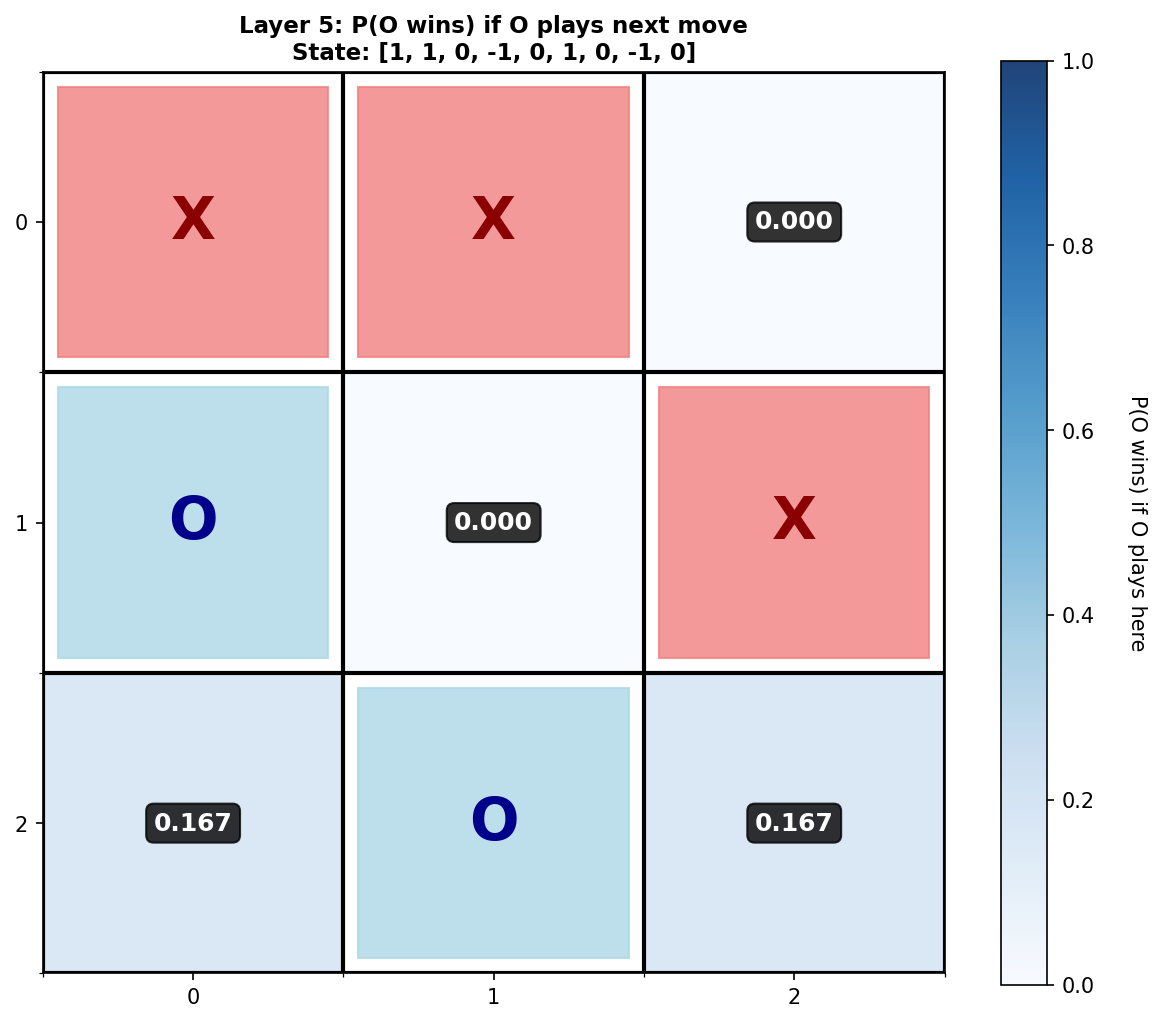 Layer 5: P(O wins) if O plays next move
State: [1, 1, 0, -1, 0, 1, 0, -1, 0]
0
X
X
0.000
1
O
0.000
X
2
0.167
O
0.167
0
1
2
1.0
0.8
0.6
0.4
0.2
0.0
P(O wins) if O plays here